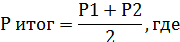 Р итог = Р1 + Р2 / 2, где